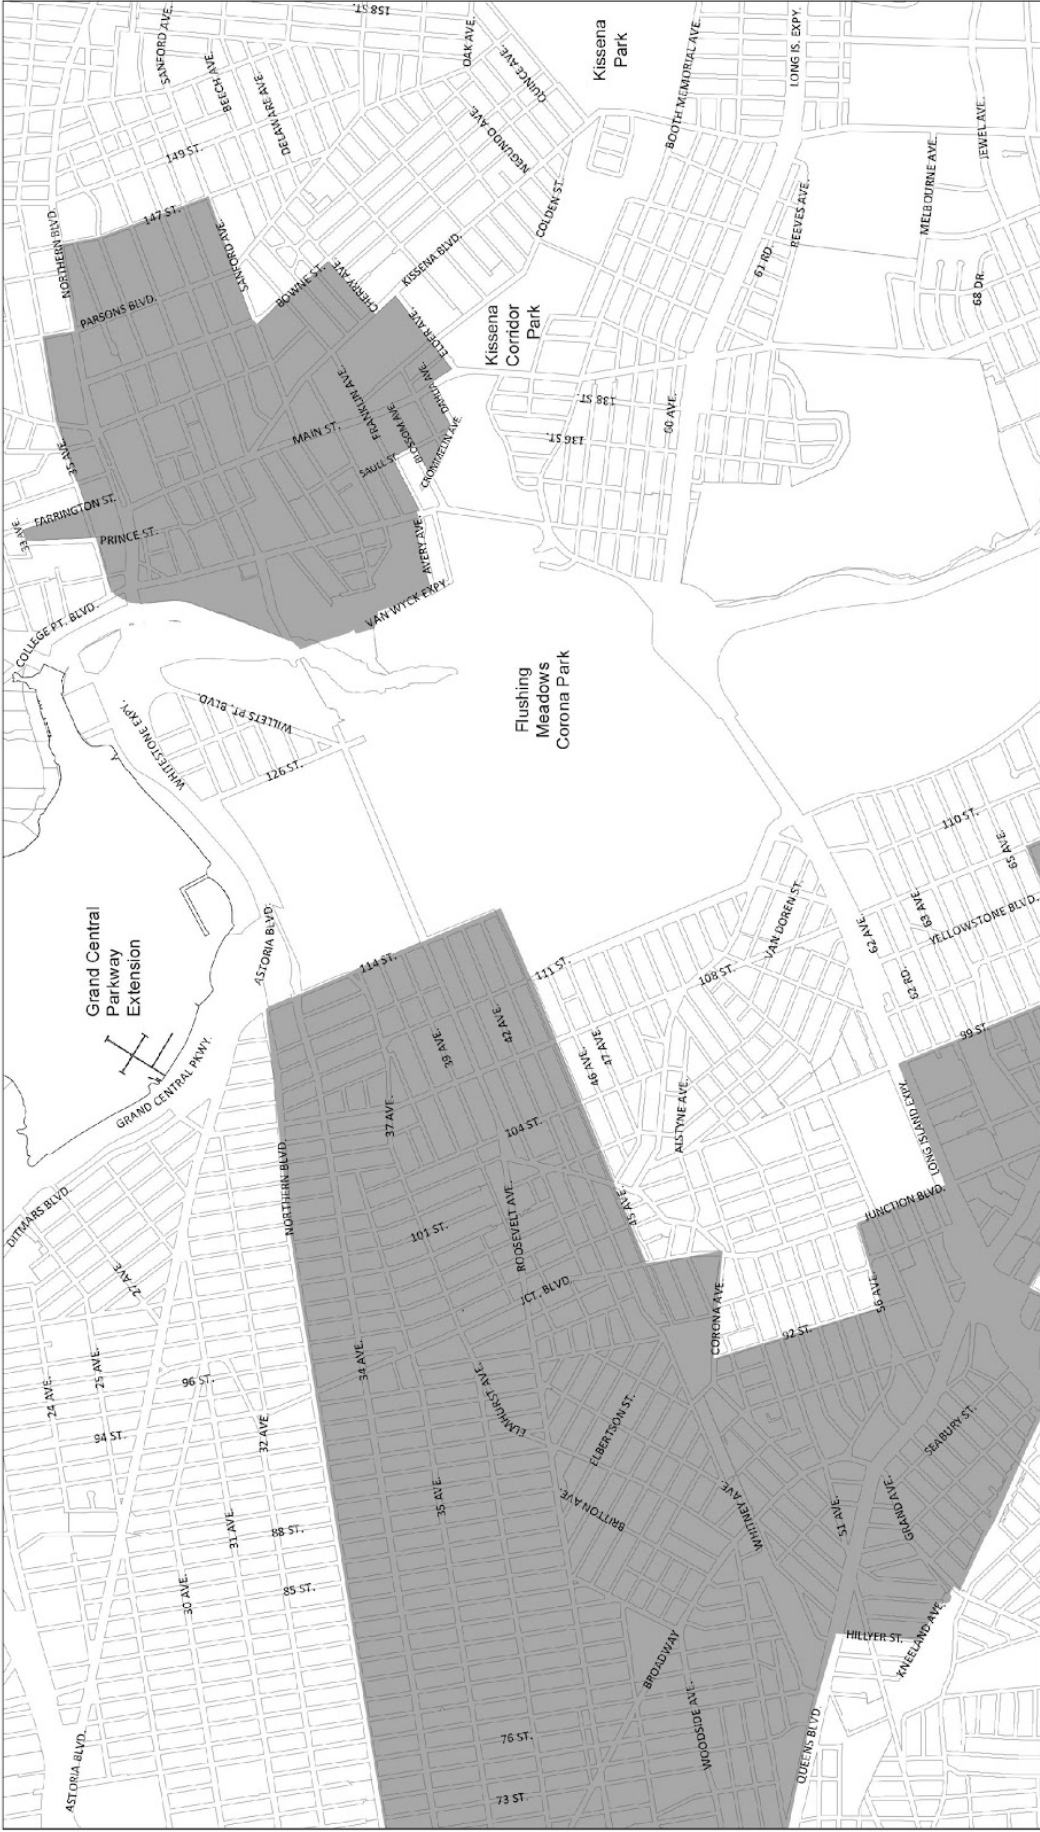 158 ST.
SANFORD AVE.
BEECH AVE.
DELAWARE AVE.
OAK AVE.
QUINCE AVE.
Kissena
Park
BOOTH MEMORIAL AVE.
LONG IS. EXPY.
149 ST.
NEGUNDO AVE.
JEWEL AVE.
MELBOURNE AVE.
NORTHERN BLVD.
147 ST.
COLDEN ST.
REEVES AVE.
SANFORD AVE.
BOWNE ST.
CHERRY AVE
KISSENA BLVD.
61 RD
68 DR.
PARSONS BLVD.
ELDER AVE.
Kissena
Corridor
Park
35 AVE.
MAIN ST.
FRANKLIN AVE.
DAHLIA AVE.
BLOSSOM AVE.
CROMMELIN AVE.
SAULL ST.
138 ST.
136 ST.
60 AVE.
33 AVE.
FARRINGTON ST.
PRINCE ST.
AVERY AVE.
VAN WYCK EXPY.
COLLEGE PT. BLVD.
WILLETS PT. BLVD
Flushing
Meadows
Corona Park
WHITESTONE EXPY.
126 ST.
110 ST.
65 AVE.
Grand Central
Parkway
Extension
ASTORIA BLVD.
114 ST.
111 ST.
108 ST.
VAN DOREN ST.
62 AVE.
63 AVE.
YELLOWSTONE BLVD.
62 RD.
GRAND CENTRAL PKWY.
39 AVE.
42 AVE.
46 AVE.
47 AVE.
99 ST.
37 AVE.
104 ST.
ALSTYNE AVE.
LONG ISLAND EXPY.
DITMARS BLVD.
NORTHERN BLVD.
101 ST.
ROOSEVELT AVE.
45 AVE.
JUNCTION BLVD.
27 AVE
JCT. BLVD.
CORONA AVE.
56 AVE.
92 ST.
24 AVE.
25 AVE.
96 ST.
34 AVE.
ELMHURST AVE.
ELBERTSON ST.
94 ST.
32 AVE.
SEABURY ST.
31 AVE.
88 ST.
35 AVE.
BRITTON AVE.
WHITNEY AVE.
51 AVE.
GRAND AVE.
30 AVE.
85 ST.
BROADWAY
HILLYER ST.
KNEELAND AVE.
ASTORIA BLVD.
76 ST.
WOODSIDE AVE.
QUEENS BLVD.
73 ST.